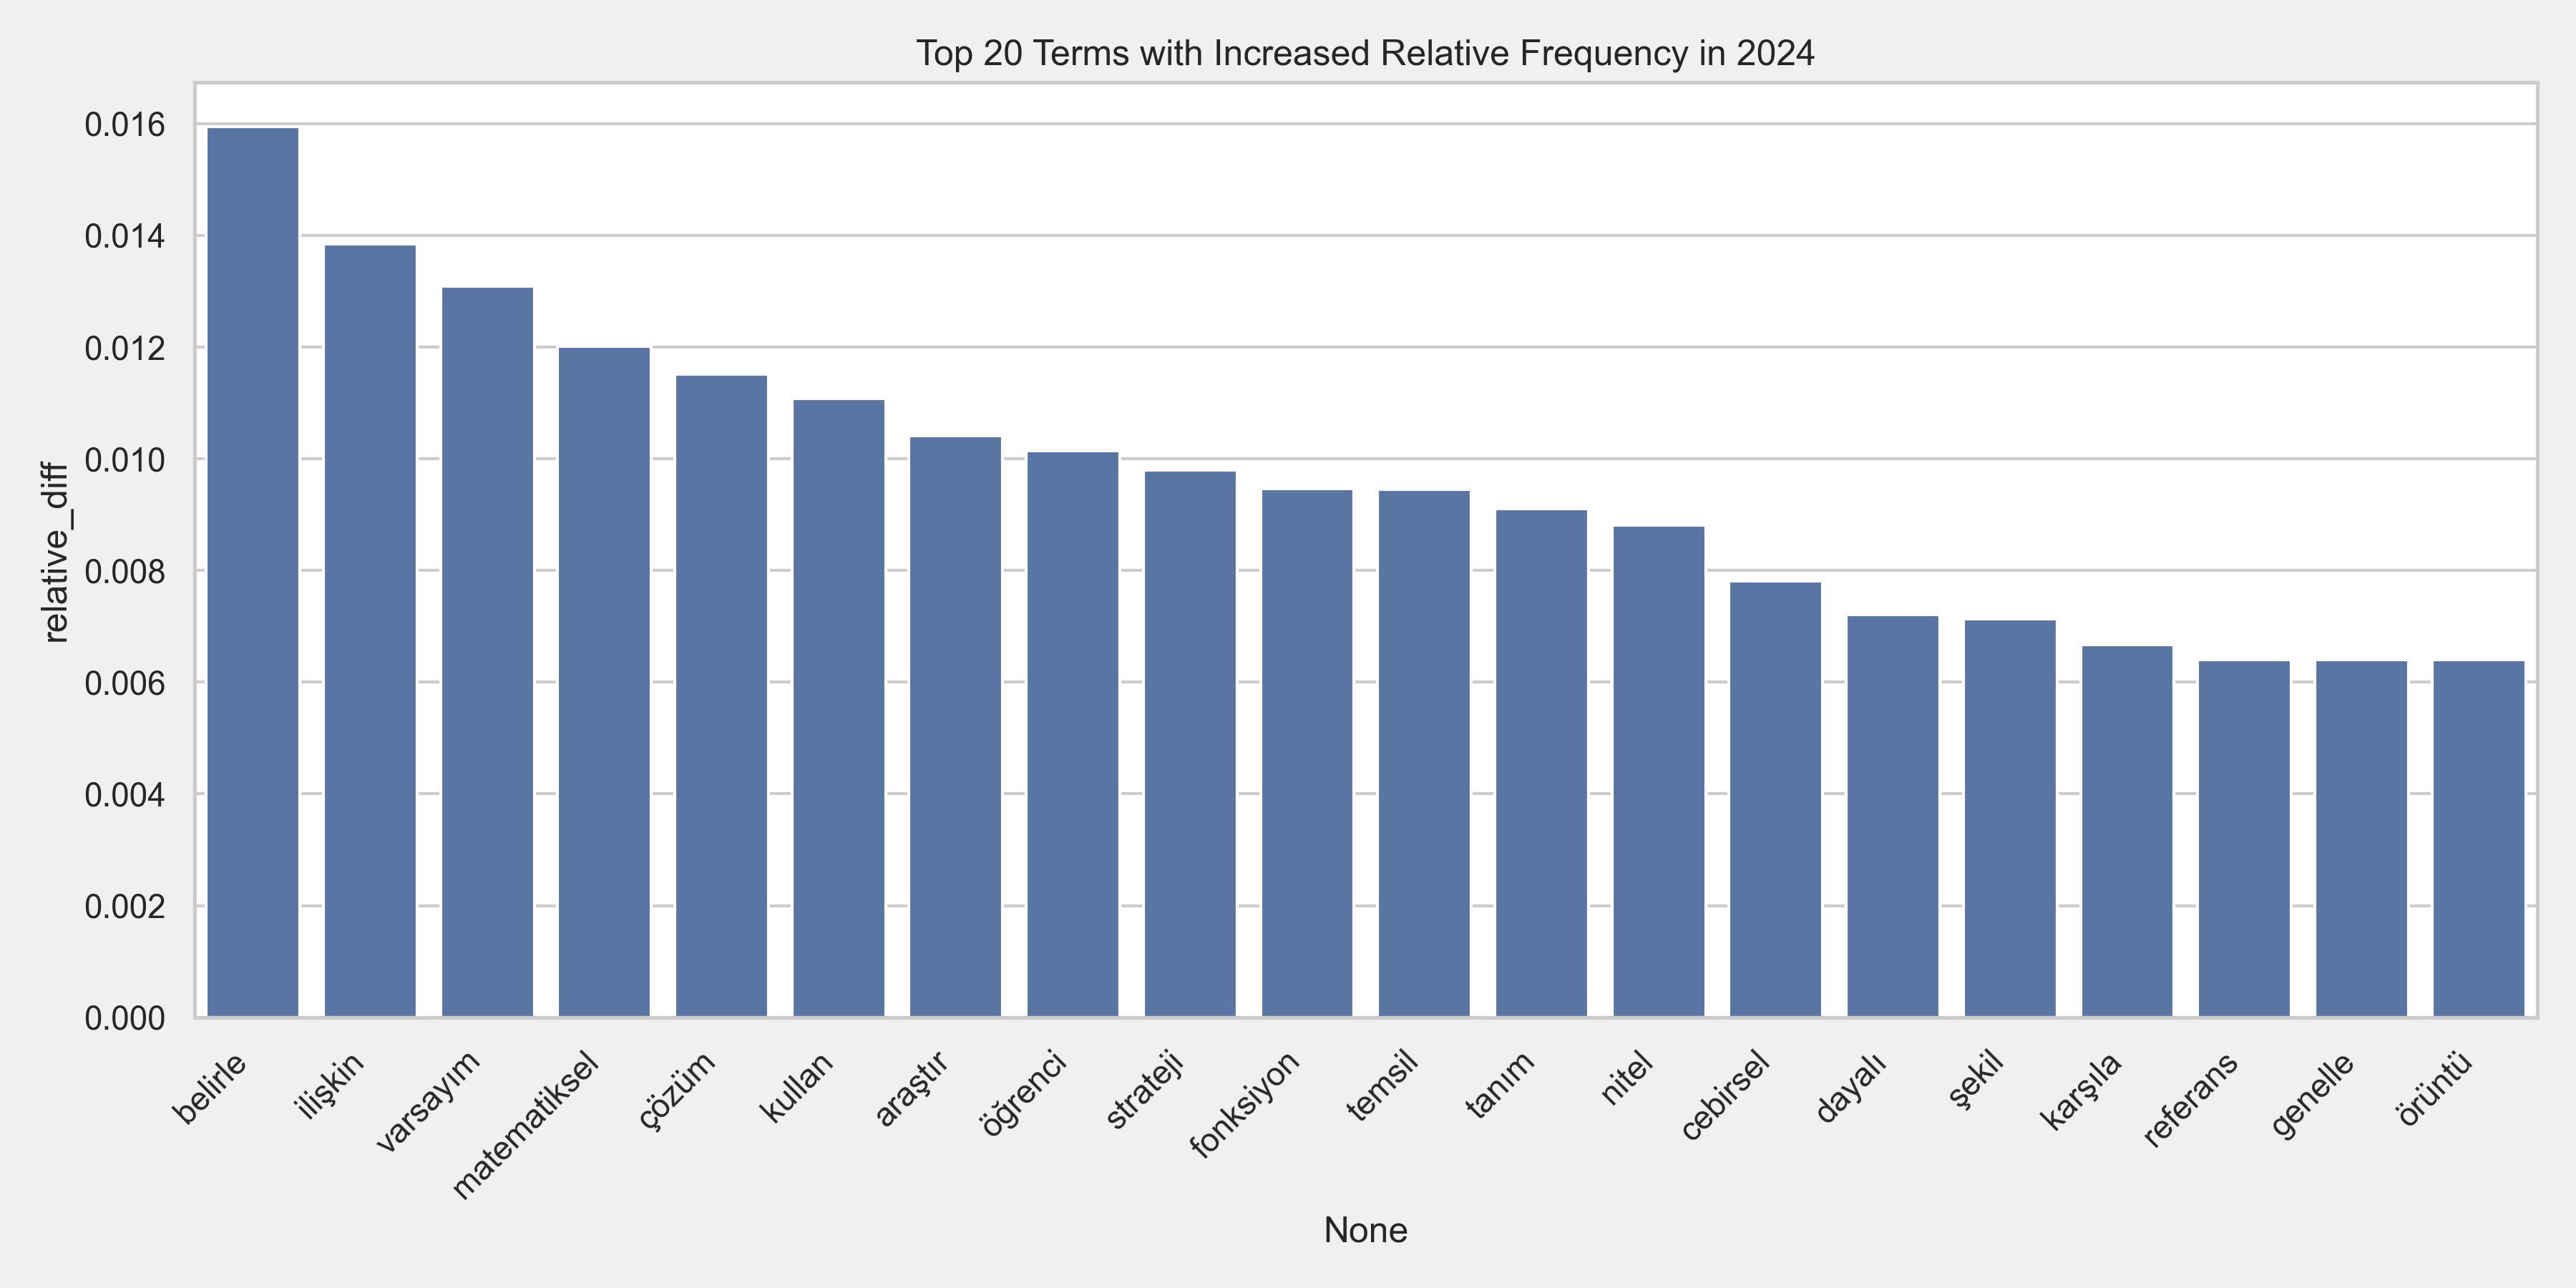 Top 20 Terms with Increased Relative Frequency in 2024
relative_diff
0.016
0.014
0.012
0.010
0.008
0.006
0.004
0.002
0.000
belirle
ilişkin
varsayım
matematiksel
çözüm
kullan
araştır
öğrenci
strateji
fonksiyon
temsil
tanım
nitel
cebirsel
dayalı
şekil
karşıla
referans
genelle
örüntü
None